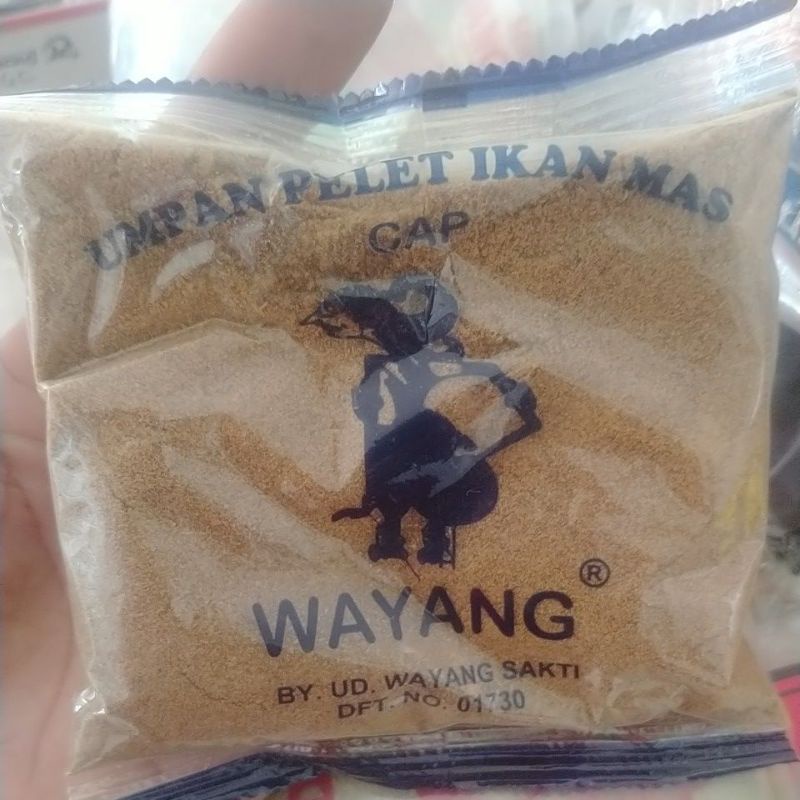 UMPAN PELET IKAN MAS
CAP
WAYANG ®
BY. UD. WAYANG SAKTI
DFT. NO. 01730